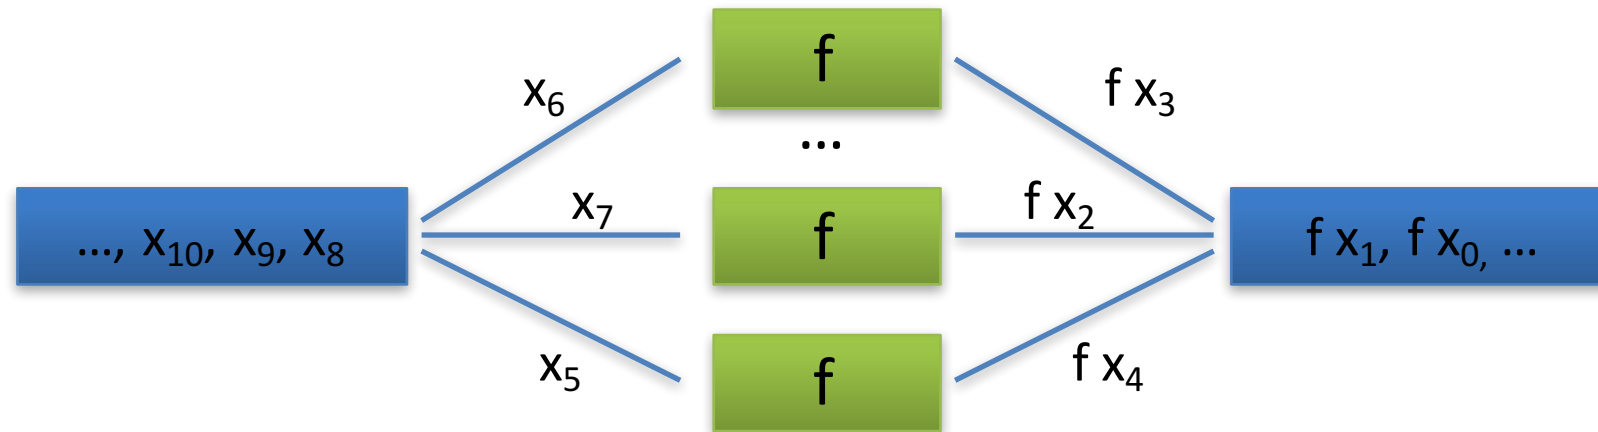 f
x₆
f x₃
...
x₇
f x₂
..., x₁₀, x₉, x₈
f
f x₁, f x₀, ...
x₅
f
f x₄